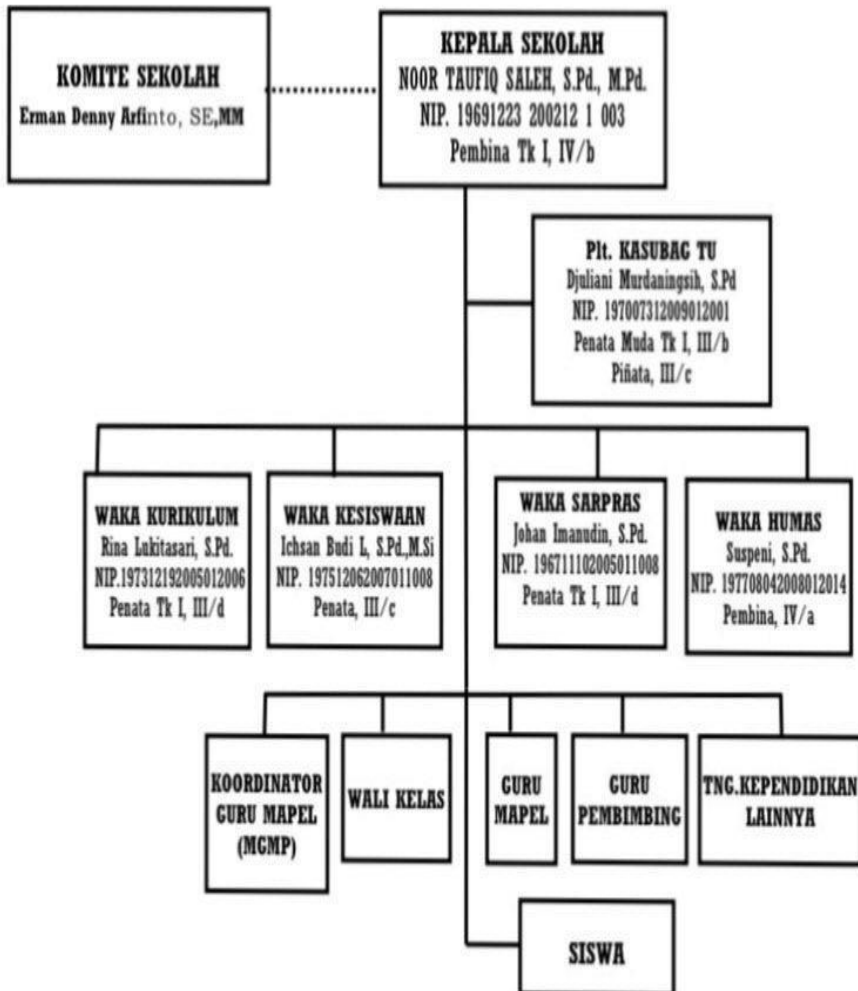 KOMITE SEKOLAH
Erman Denny Arfinto, SE,MM
KEPALA SEKOLAH
NOOR TAUFIQ SALEH, S.Pd., M.Pd.
NIP. 19691223 200212 1 003
Pembina Tk I, IV/b
Plt. KASUBAG TU
Djuliani Murdaningsih, S.Pd
NIP. 197007312009012001
Penata Muda Tk I, III/b
Piñata, III/c
WAKA KURIKULUM
Rina Lukitasari, S.Pd.
NIP.197312192005012006
Penata Tk I, III/d
WAKA KESISWAAN
Ichsan Budi L, S.Pd.,M.Si
NIP. 197512062007011008
Penata, III/c
WAKA SARPRAS
Johan Imanudin, S.Pd.
NIP. 196711102005011008
Penata Tk I, III/d
WAKA HUMAS
Suspeni, S.Pd.
NIP. 197708042008012014
Pembina, IV/a
KOORDINATOR
GURU MAPEL
(MGMP)
WALI KELAS
GURU
MAPEL
GURU
PEMBIMBING
TNG.KEPENDIDIKAN
LAINNYA
SISWA